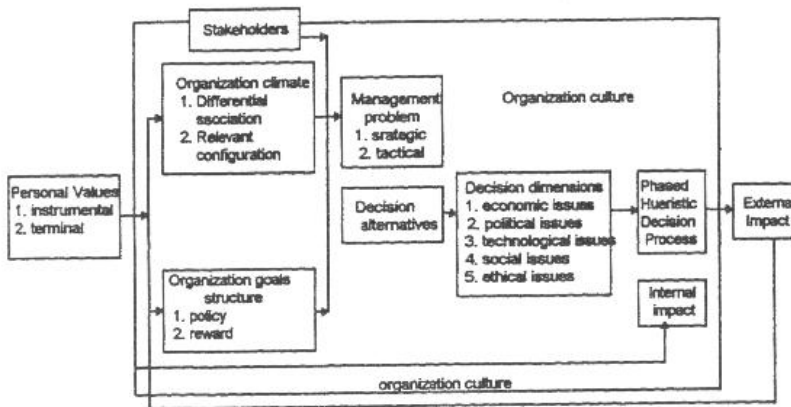 Stakeholders
Organization climate
1. Differential
ssociation
2. Relevant
configuration
Management
problem
1. srategic
2. tactical
Organization culture
Personal Values
1. instrumental
2. terminal
Decision
alternatives
Decision dimensions
1. economic issues
2. political issues
3. technological issues
4. social issues
5. ethical issues
Phased
Hueristic
Decision
Process
External
Impact
Organization goals
structure
1. policy
2. reward
Internal
impact
organization culture